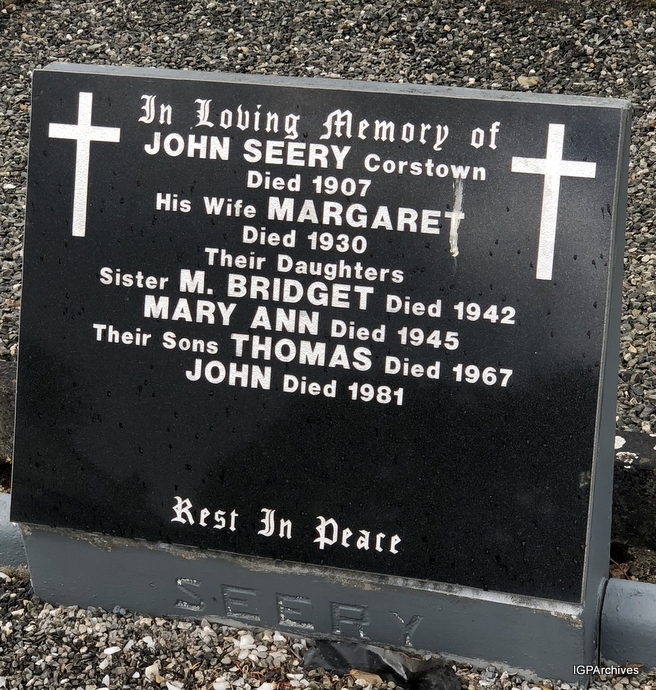 In Loving Memory of
JOHN SEERY Corstown
Died 1907
His Wife MARGARET
Died 1930
Their Daughters
Sister M. BRIDGET Died 1942
MARY ANN Died 1945
Their Sons THOMAS Died 1967
JOHN Died 1981
Rest In Peace
SEERY
IGPArchives